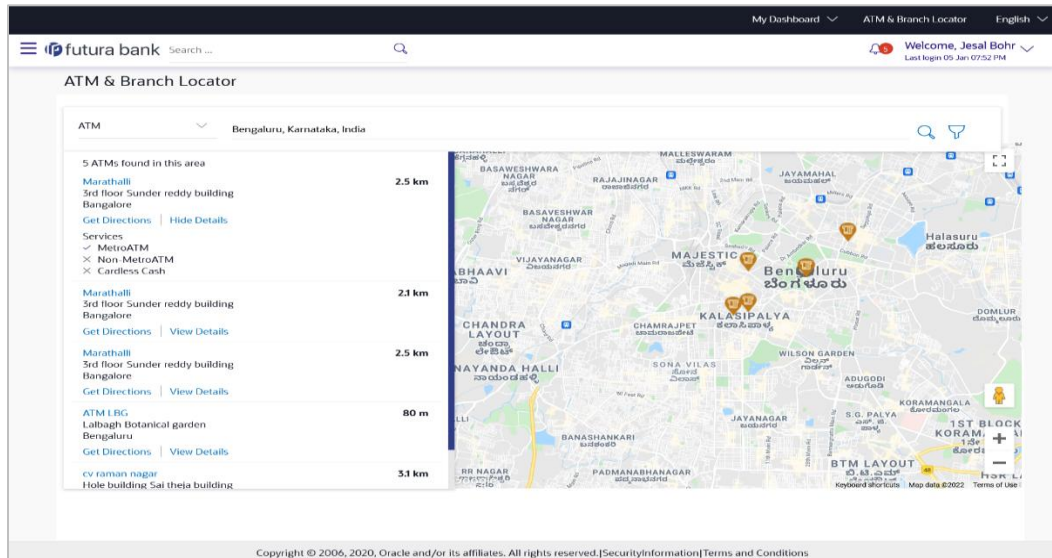 My Dashboard ATM & Branch Locator English
futura bank Search ... 5 Welcome, Jesal Bohr
Last login 05 Jan 07:52 PM
ATM & Branch Locator
ATM Bengaluru, Karnataka, India
5 ATMs found in this area
Marathalli 2.5 km
3rd floor Sunder reddy building
Bangalore
Get Directions | Hide Details
Services
MetroATM
Non-MetroATM
Cardless Cash
Marathalli 2.1 km
3rd floor Sunder reddy building
Bangalore
Get Directions | View Details
Marathalli 2.5 km
3rd floor Sunder reddy building
Bangalore
Get Directions | View Details
ATM LBG 80 m
Lalbagh Botanical garden
Bengaluru
Get Directions | View Details
cv raman nagar 3.1 km
Hole building Sai theja building
MALLESWARAM
BASAWESHWARA
NAGAR
RAJAJINAGAR
JAYAMAHAL
BASAVESHWAR
NAGAR
Halasuru
ಹಲಸೂರು
VIJAYANAGAR
ವಿಜಯನಗರ
MAJESTIC
ಮೆಜೆಸ್ಟಿಕ್
Bengaluru
ಬೆಂಗಳೂರು
KALASIPALYA
DOMLUR
CHANDRA
LAYOUT
CHAMRAJPET
WILSON GARDEN
NAYANDA HALLI
SONA VILAS
ADUGODI
KORAMANGALA
JAYANAGAR
S.G. PALYA
1ST BLOCK
BANASHANKARI
BTM LAYOUT
RR NAGAR
PADMANABHANAGAR
Keyboard shortcuts Map data ©2022 Terms of Use
Copyright © 2006, 2020, Oracle and/or its affiliates. All rights reserved.|SecurityInformation|Terms and Conditions